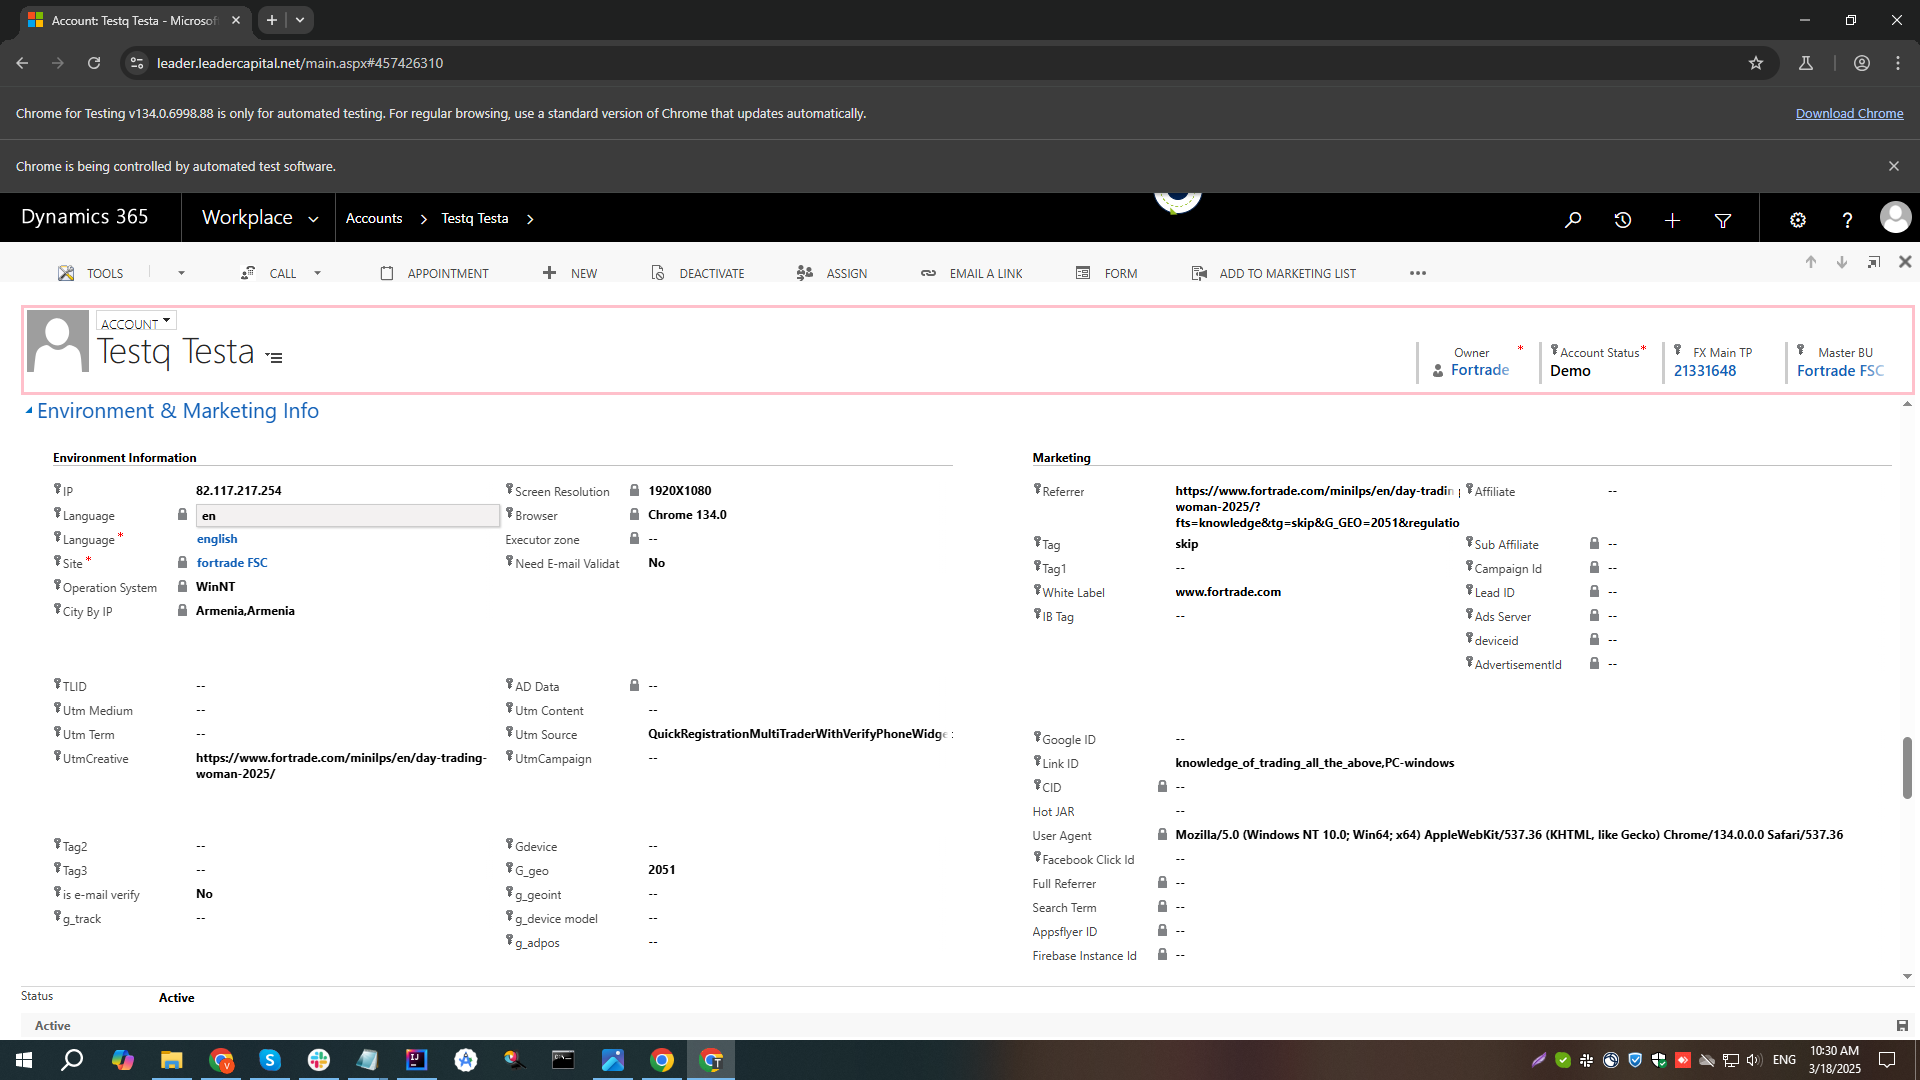 Account: Testq Testa - Microsof
leader.leadercapital.net/main.aspx#457426310
Chrome for Testing v134.0.6998.88 is only for automated testing. For regular browsing, use a standard version of Chrome that updates automatically.
Download Chrome
Chrome is being controlled by automated test software.
Dynamics 365
Workplace
Accounts
Testq Testa
TOOLS
CALL
APPOINTMENT
NEW
DEACTIVATE
ASSIGN
EMAIL A LINK
FORM
ADD TO MARKETING LIST
ACCOUNT
Testq Testa
Owner *
Fortrade
Account Status *
Demo
FX Main TP
21331648
Master BU
Fortrade FSC
Environment & Marketing Info
Environment Information
IP 82.117.217.254
Language en
Language * english
Site * fortrade FSC
Operation System WinNT
City By IP Armenia,Armenia
Screen Resolution 1920X1080
Browser Chrome 134.0
Executor zone --
Need E-mail Validat No
TLID --
Utm Medium --
Utm Term --
UtmCreative https://www.fortrade.com/minilps/en/day-trading-
woman-2025/
AD Data --
Utm Content --
Utm Source QuickRegistrationMultiTraderWithVerifyPhoneWidge
UtmCampaign --
Tag2 --
Tag3 --
is e-mail verify No
g_track --
Gdevice --
G_geo 2051
g_geoint --
g_device model --
g_adpos --
Marketing
Referrer https://www.fortrade.com/minilps/en/day-tradin
woman-2025/?
fts=knowledge&tg=skip&G_GEO=2051&regulatio
Tag skip
Tag1 --
White Label www.fortrade.com
IB Tag --
Affiliate --
Sub Affiliate --
Campaign Id --
Lead ID --
Ads Server --
deviceid --
AdvertisementId --
Google ID --
Link ID knowledge_of_trading_all_the_above,PC-windows
CID --
Hot JAR --
User Agent Mozilla/5.0 (Windows NT 10.0; Win64; x64) AppleWebKit/537.36 (KHTML, like Gecko) Chrome/134.0.0.0 Safari/537.36
Facebook Click Id --
Full Referrer --
Search Term --
Appsflyer ID --
Firebase Instance Id --
Status Active
Active
ENG
10:30 AM
3/18/2025